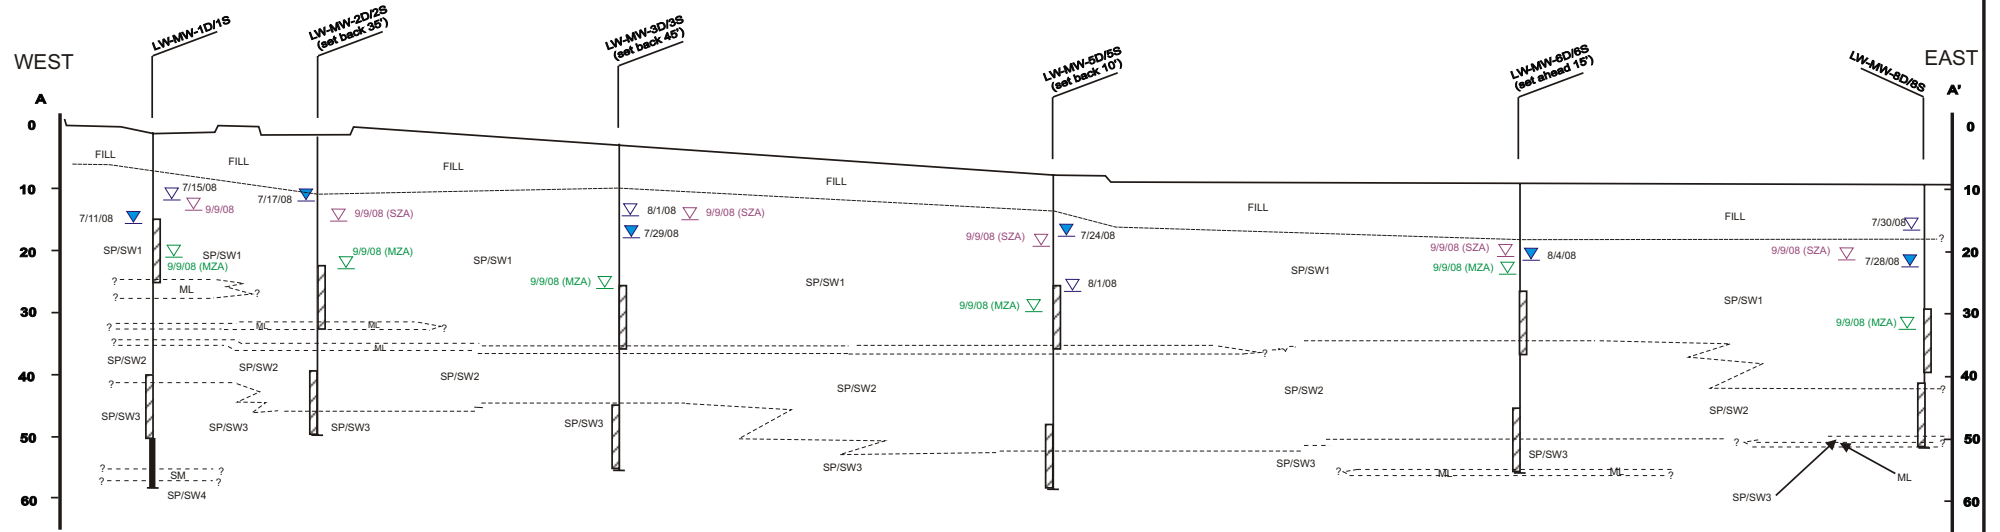 LW-MW-1D/1S
LW-MW-2D/2S
(set back 35')
LW-MW-3D/3S
(set back 45')
LW-MW-5D/5S
(set back 10')
LW-MW-6D/6S
(set ahead 15')
LW-MW-8D/8S
WEST
EAST
A
A'
0
0
FILL
FILL
FILL
FILL
FILL
FILL
10
10
7/15/08
9/9/08
7/11/08
7/17/08
9/9/08 (SZA)
8/1/08
9/9/08 (SZA)
7/29/08
9/9/08 (SZA)
7/24/08
9/9/08 (SZA)
8/4/08
9/9/08 (SZA)
7/30/08
7/28/08
?
20
20
SP/SW1
SP/SW1
9/9/08 (MZA)
9/9/08 (MZA)
SP/SW1
9/9/08 (MZA)
SP/SW1
9/9/08 (MZA)
8/1/08
SP/SW1
9/9/08 (MZA)
SP/SW1
9/9/08 (MZA)
? ML ?
?
30
30
? ML ML ?
? ML ?
?
SP/SW2
SP/SW2
SP/SW2
SP/SW2
SP/SW2
SP/SW2
40
40
?
?
SP/SW3
SP/SW3
SP/SW3
SP/SW3
SP/SW3
SP/SW3
SP/SW3
50
50
? ?
? SM ?
? ?
SP/SW4
? ML ML ?
? ?
ML
SP/SW3
60
60